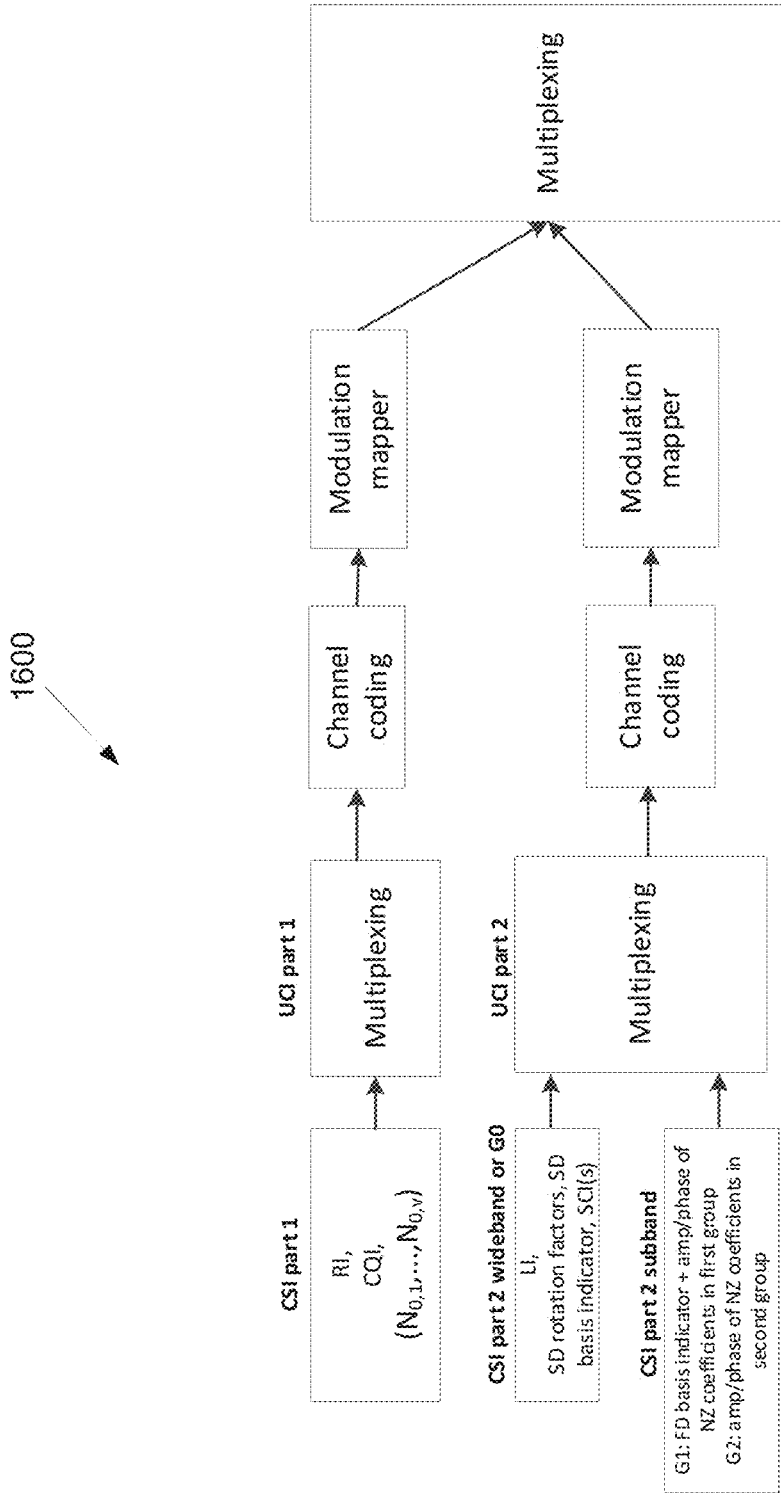 1600
CSI part 1
RI,
CQI,
(N0,1,...,N0,v)
UCI part 1
Multiplexing
Channel
coding
Modulation
mapper
CSI part 2 wideband or G0
LI,
SD rotation factors, SD
basis indicator, SCI(s)
CSI part 2 subband
G1: FD basis indicator + amp/phase of
NZ coefficients in first group
G2: amp/phase of NZ coefficients in
second group
UCI part 2
Multiplexing
Channel
coding
Modulation
mapper
Multiplexing